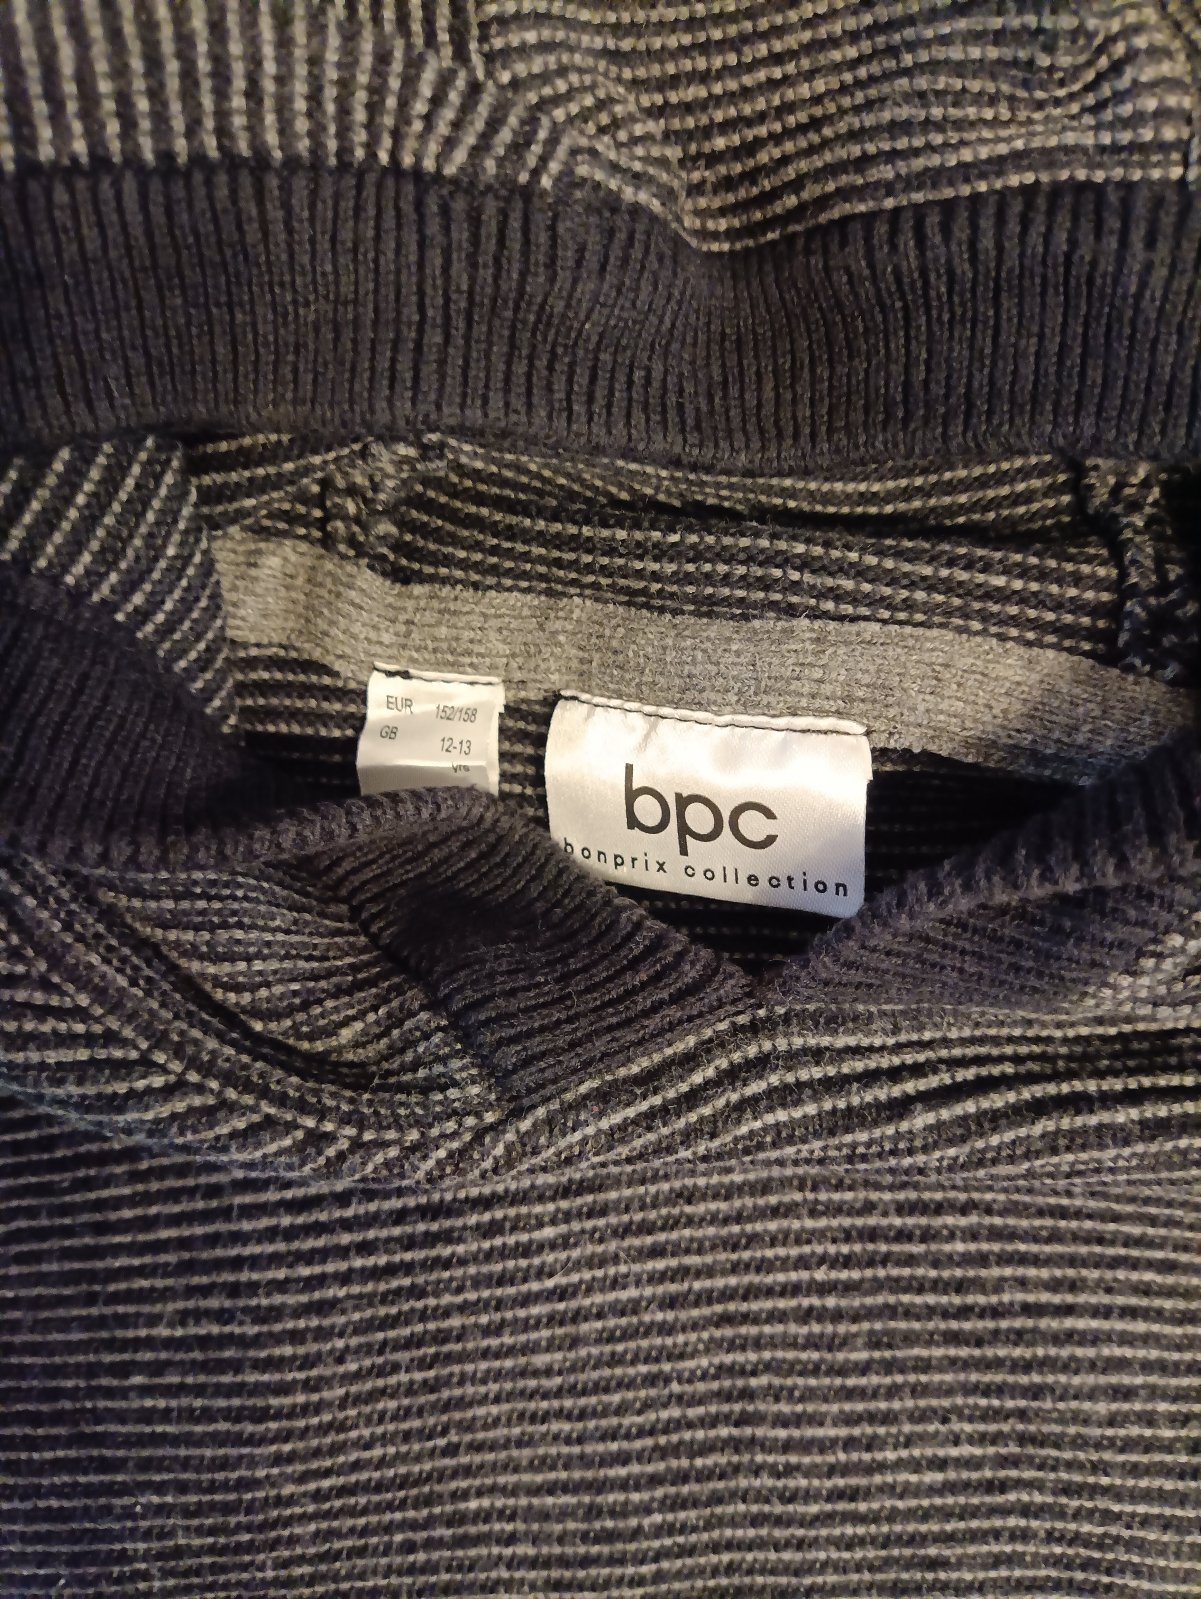 EUR 152/158
GB 12-13
yrs
bpc
bonprix collection